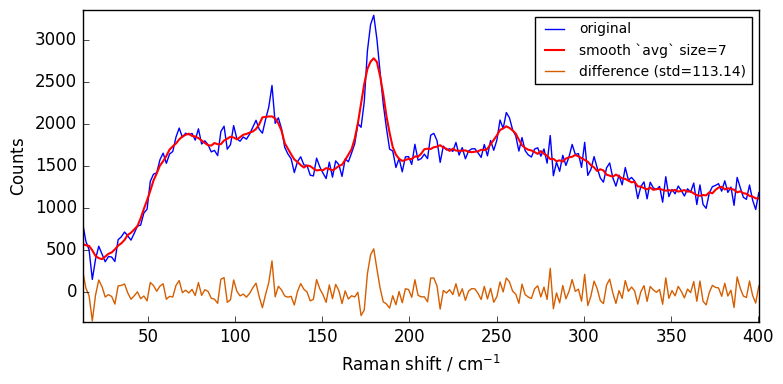 3000
2500
2000
1500
1000
500
0
Counts
original
smooth `avg` size=7
difference (std=113.14)
50 100 150 200 250 300 350 400
Raman shift / cm⁻¹